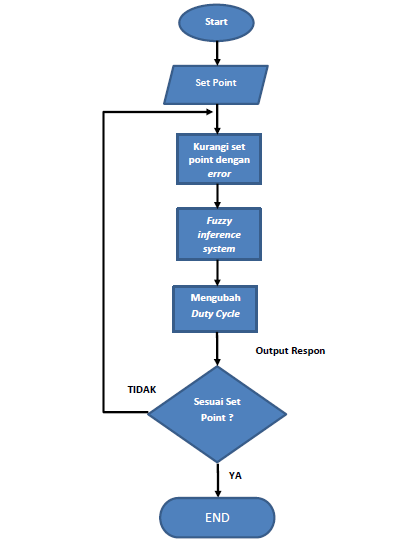 Start
Set Point
Kurangi set
point dengan
error
Fuzzy
inference
system
Mengubah
Duty Cycle
Output Respon
TIDAK
Sesuai Set
Point ?
YA
END